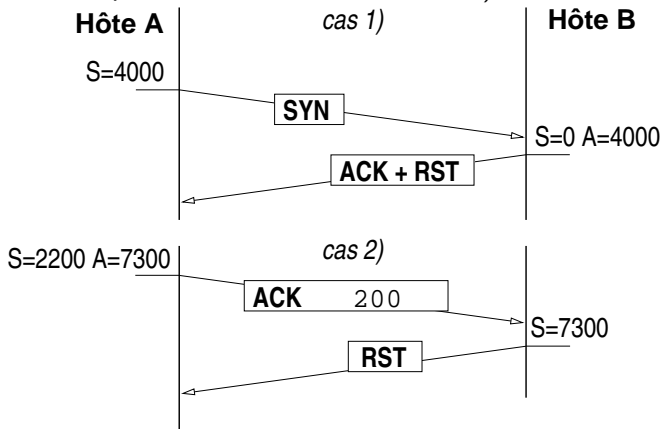 Hôte A cas 1) Hôte B
S=4000
SYN
S=0 A=4000
ACK + RST
S=2200 A=7300 cas 2)
ACK 200
S=7300
RST